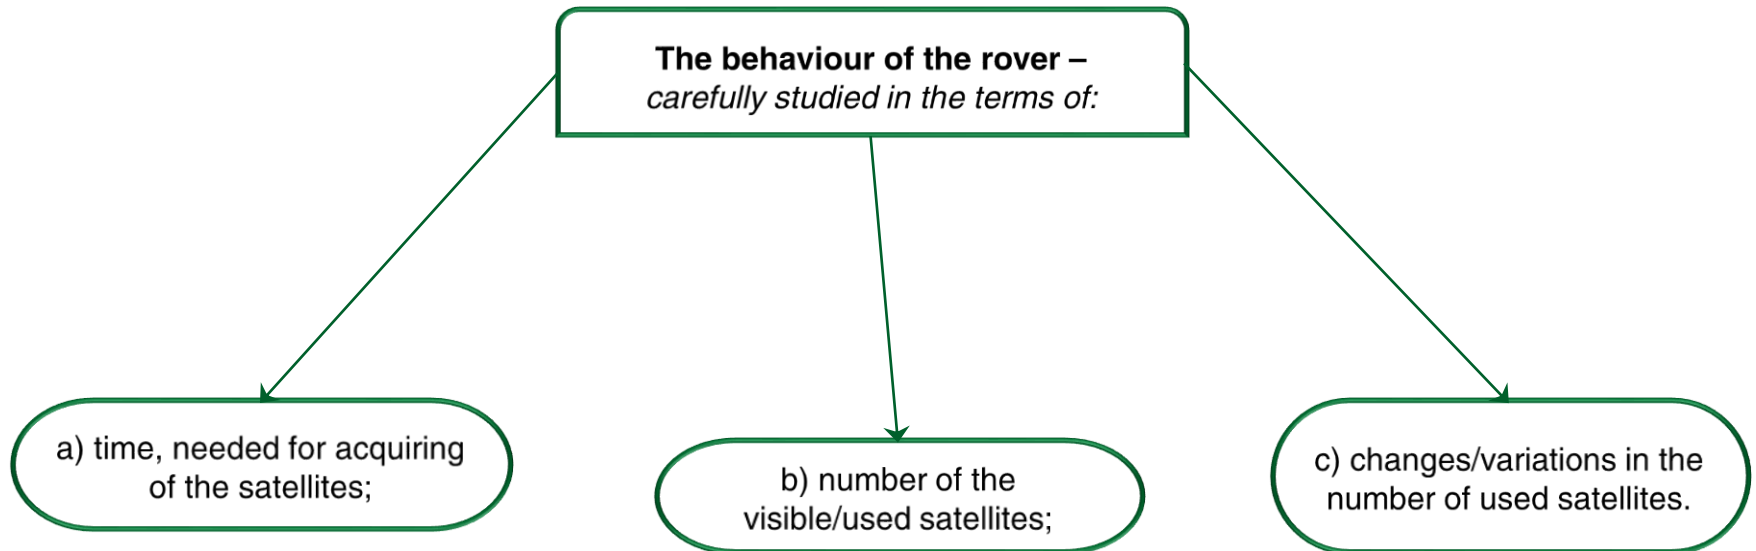 The behaviour of the rover –
carefully studied in the terms of:
a) time, needed for acquiring
of the satellites;
b) number of the
visible/used satellites;
c) changes/variations in the
number of used satellites.